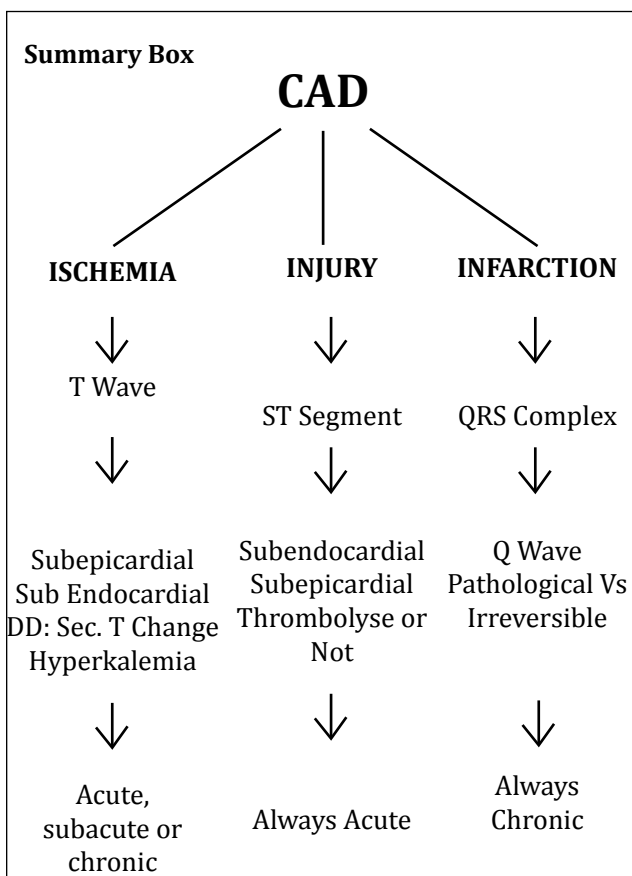 Summary Box
CAD
ISCHEMIA
INJURY
INFARCTION
T Wave
ST Segment
QRS Complex
Subepicardial
Sub Endocardial
DD: Sec. T Change
Hyperkalemia
Subendocardial
Subepicardial
Thrombolyse or
Not
Q Wave
Pathological Vs
Irreversible
Acute,
subacute or
chronic
Always Acute
Always
Chronic